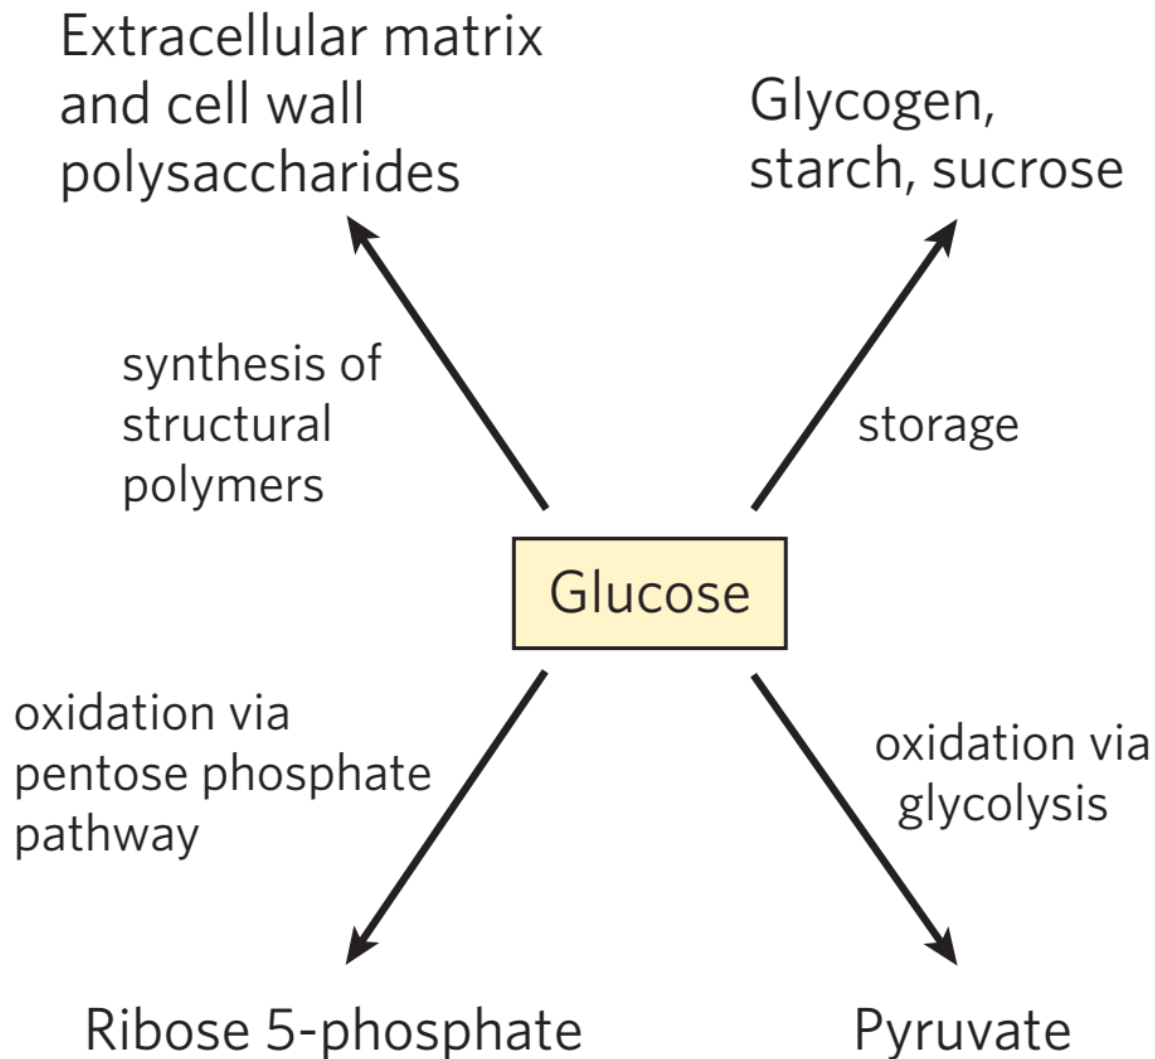 Extracellular matrix
and cell wall
polysaccharides
Glycogen,
starch, sucrose
synthesis of
structural
polymers
storage
Glucose
oxidation via
pentose phosphate
pathway
oxidation via
glycolysis
Ribose 5-phosphate
Pyruvate